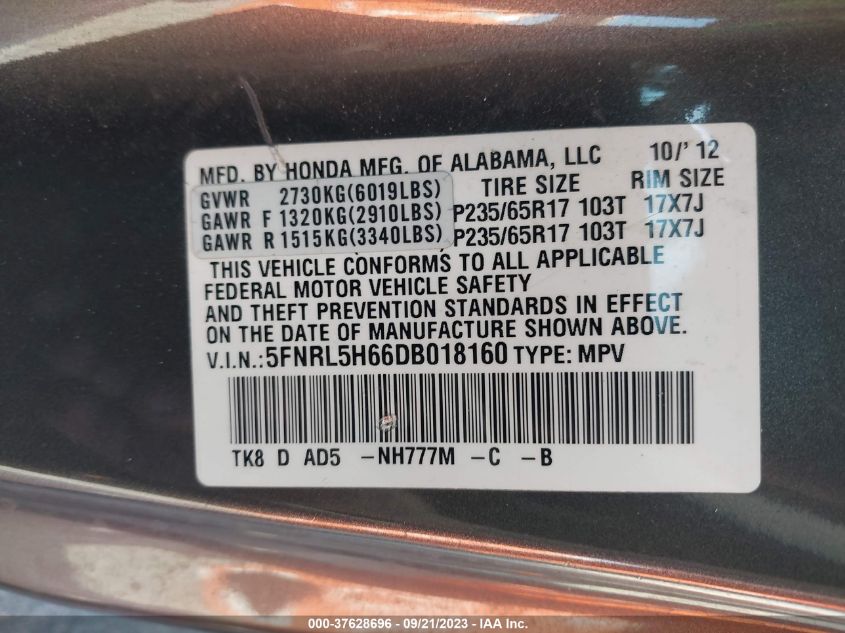 MFD. BY HONDA MFG. OF ALABAMA, LLC 10/'12
GVWR 2730KG(6019LBS) TIRE SIZE RIM SIZE
GAWR F 1320KG(2910LBS) P235/65R17 103T 17X7J
GAWR R 1515KG(3340LBS) P235/65R17 103T 17X7J
THIS VEHICLE CONFORMS TO ALL APPLICABLE
FEDERAL MOTOR VEHICLE SAFETY
AND THEFT PREVENTION STANDARDS IN EFFECT
ON THE DATE OF MANUFACTURE SHOWN ABOVE.
V.I.N.:5FNRL5H66DB018160 TYPE: MPV
TK8 D AD5 -NH777M -C -B
000-37628696 - 09/21/2023 - IAA Inc.